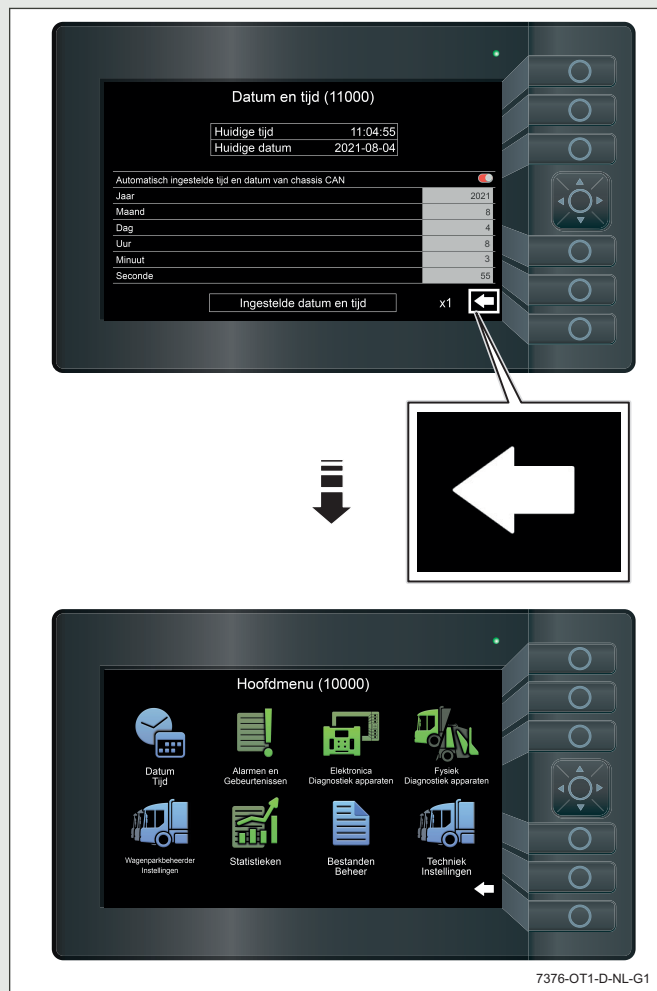 Datum en tijd (11000)
Huidige tijd 11:04:55
Huidige datum 2021-08-04
Automatisch ingestelde tijd en datum van chassis CAN
Jaar 2021
Maand 8
Dag 4
Uur 8
Minuut 3
Seconde 55
Ingestelde datum en tijd x1
Hoofdmenu (10000)
Datum
Tijd
Alarmen en
Gebeurtenissen
Elektronica
Diagnostiek apparaten
Fysiek
Diagnostiek apparaten
Wagenparkbeheerder
Instellingen
Statistieken
Bestanden
Beheer
Techniek
Instellingen
7376-OT1-D-NL-G1